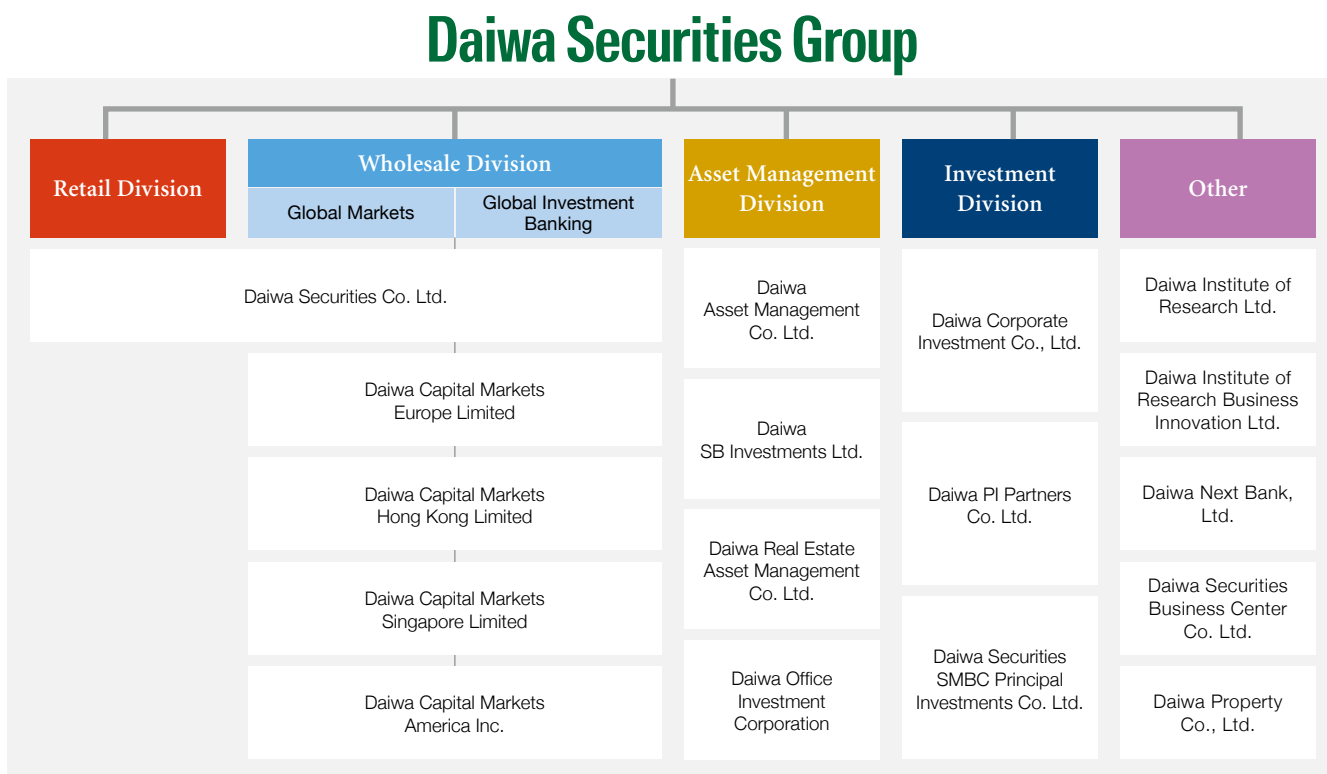 Daiwa Securities Group
Retail Division
Wholesale Division
Global Markets
Global Investment
Banking
Asset Management
Division
Investment
Division
Other
Daiwa Securities Co. Ltd.
Daiwa Capital Markets
Europe Limited
Daiwa Capital Markets
Hong Kong Limited
Daiwa Capital Markets
Singapore Limited
Daiwa Capital Markets
America Inc.
Daiwa
Asset Management
Co. Ltd.
Daiwa
SB Investments Ltd.
Daiwa Real Estate
Asset Management
Co. Ltd.
Daiwa Office
Investment
Corporation
Daiwa Corporate
Investment Co., Ltd.
Daiwa PI Partners
Co. Ltd.
Daiwa Securities
SMBC Principal
Investments Co. Ltd.
Daiwa Institute of
Research Ltd.
Daiwa Institute of
Research Business
Innovation Ltd.
Daiwa Next Bank,
Ltd.
Daiwa Securities
Business Center
Co. Ltd.
Daiwa Property
Co., Ltd.